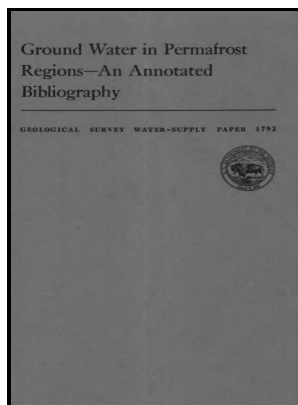 Ground Water in Permafrost
Regions—An Annotated
Bibliography
GEOLOGICAL SURVEY WATER-SUPPLY PAPER 1792